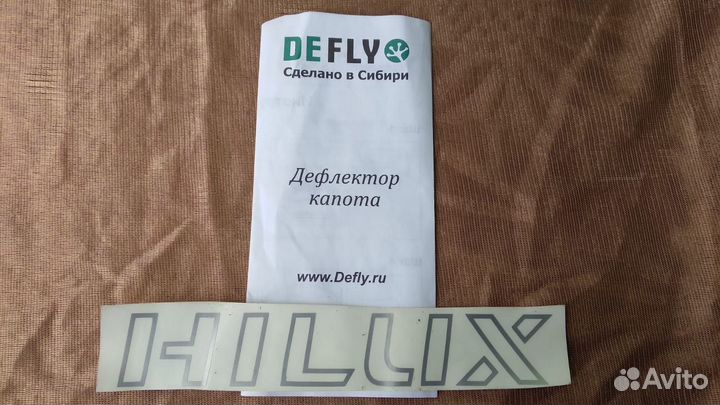 DEFLY
Сделано в Сибири
Дефлектор
капота
www.Defly.ru
HILUX
Avito